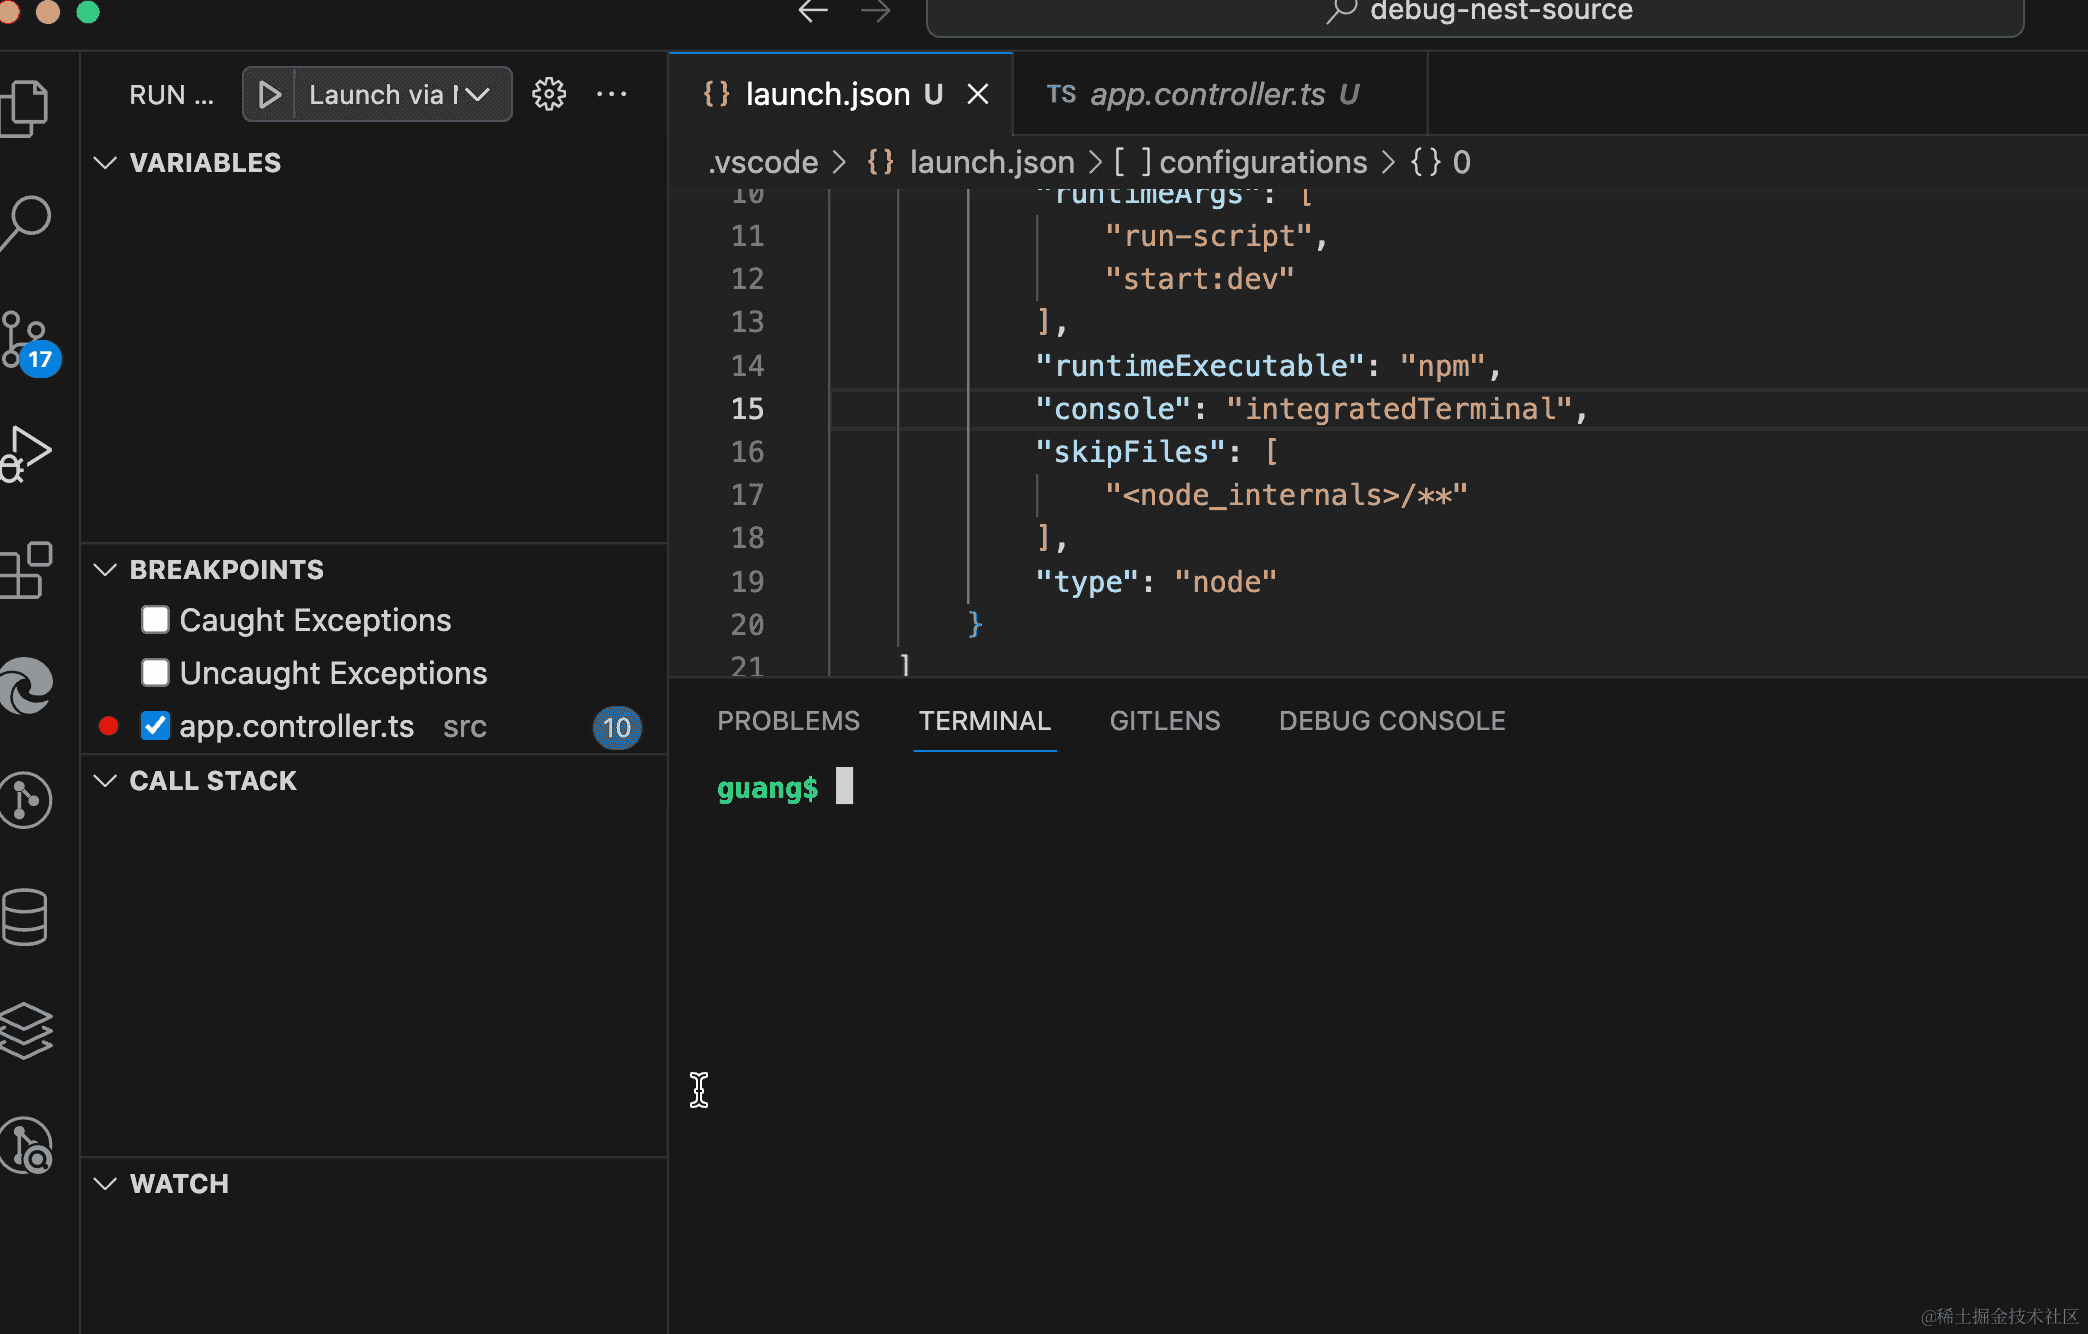 debug-nest-source
RUN ...
Launch via
launch.json U
TS app.controller.ts U
VARIABLES
.vscode > {} launch.json > [ ] configurations > {} 0
10 "runtimeArgs": [
11 "run-script",
12 "start:dev"
13 ],
14 "runtimeExecutable": "npm",
15 "console": "integratedTerminal",
16 "skipFiles": [
17 "<node_internals>/**"
18 ],
19 "type": "node"
20 }
21 ]
17
BREAKPOINTS
Caught Exceptions
Uncaught Exceptions
app.controller.ts src 10
CALL STACK
WATCH
PROBLEMS TERMINAL GITLENS DEBUG CONSOLE
guang$
@稀土掘金技术社区